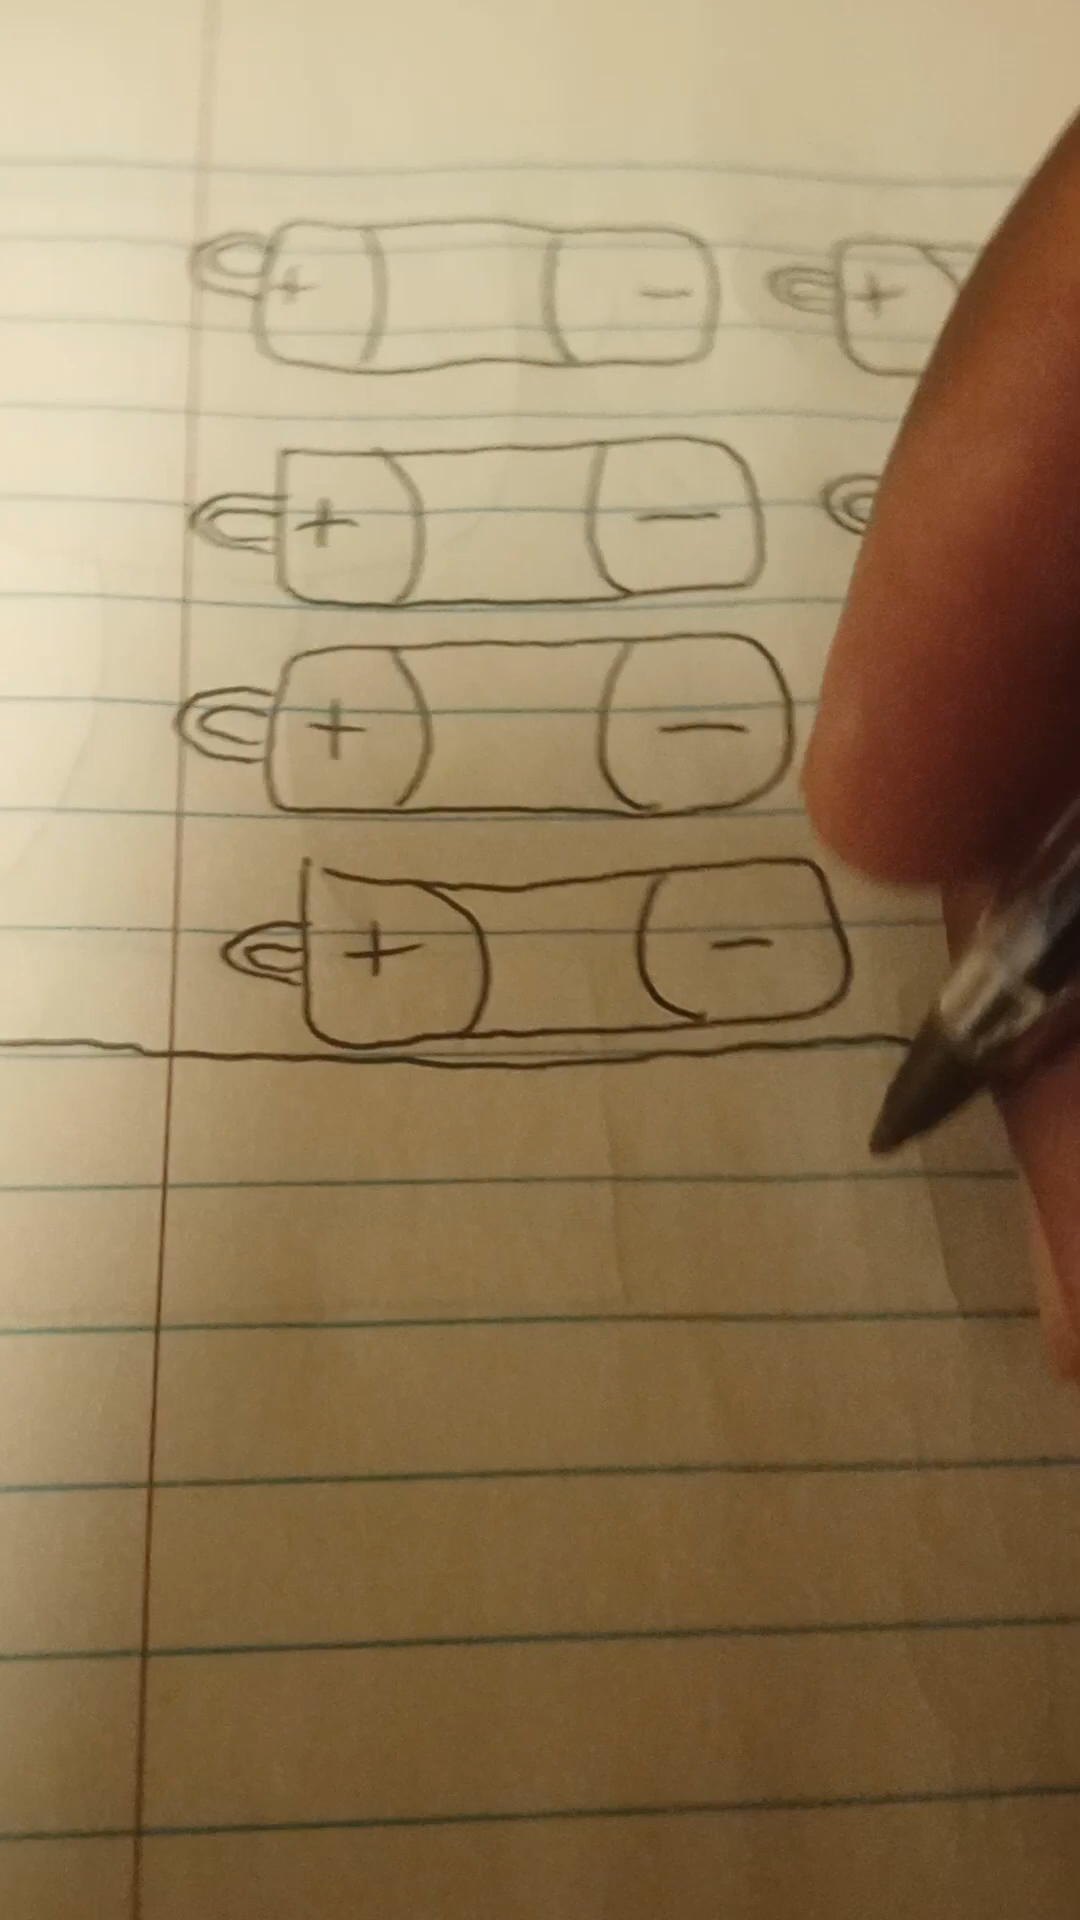 + - +
+ -
+ -
+ -